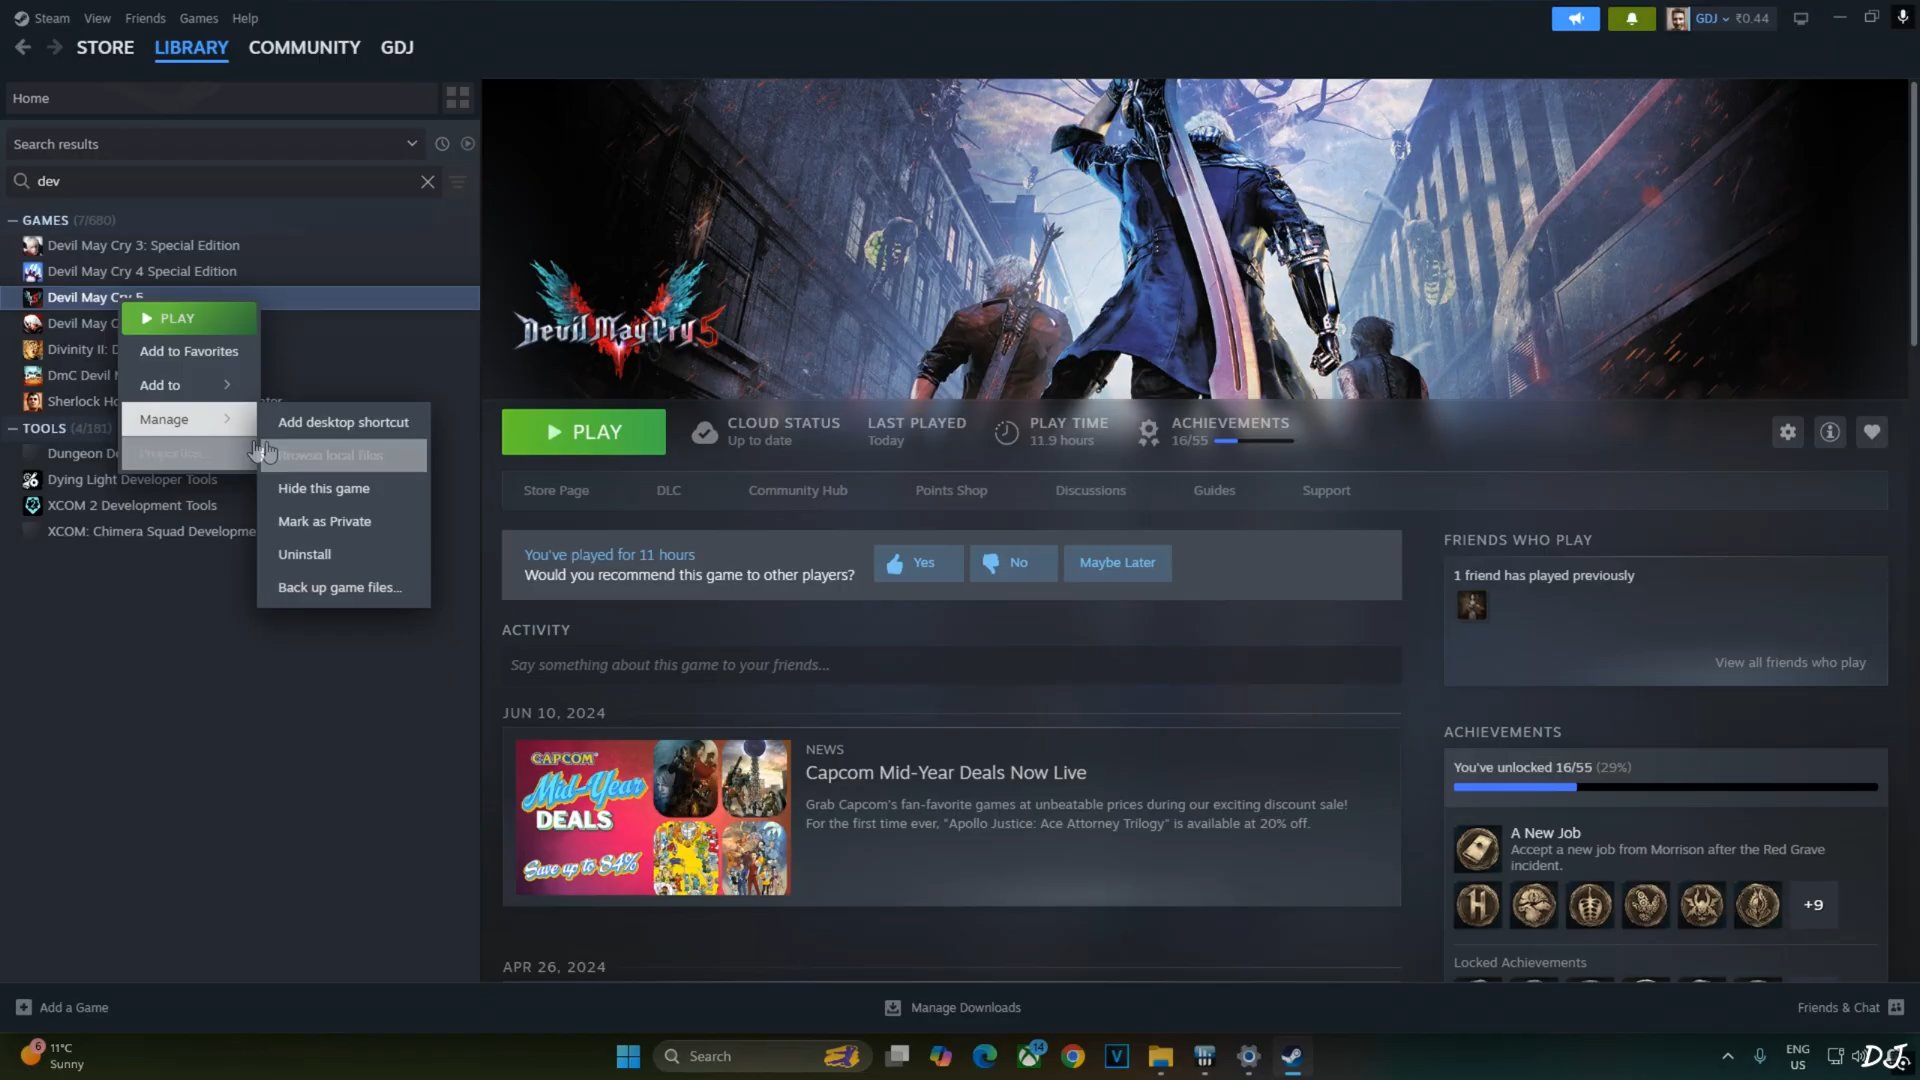 Steam View Friends Games Help
GDJ ₹0.44
STORE LIBRARY COMMUNITY GDJ
Home
Search results
dev
GAMES (7/680)
Devil May Cry 3: Special Edition
Devil May Cry 4 Special Edition
Devil May Cry 5
PLAY
Devil May C
Add to Favorites
Divinity II: D
DmC Devil
Add to
Sherlock Ho
Manage
Add desktop shortcut
TOOLS (4/181)
Dungeon De
Properties...
Browse local files
Dying Light Developer Tools
Hide this game
XCOM 2 Development Tools
Mark as Private
XCOM: Chimera Squad Developme
Uninstall
Back up game files...
Devil May Cry 5
PLAY
CLOUD STATUS
Up to date
LAST PLAYED
Today
PLAY TIME
11.9 hours
ACHIEVEMENTS
16/55
Store Page DLC Community Hub Points Shop Discussions Guides Support
You've played for 11 hours
Would you recommend this game to other players?
Yes No Maybe Later
ACTIVITY
Say something about this game to your friends...
JUN 10, 2024
CAPCOM
Mid-Year
DEALS
Save up to 84%
NEWS
Capcom Mid-Year Deals Now Live
Grab Capcom's fan-favorite games at unbeatable prices during our exciting discount sale!
For the first time ever, "Apollo Justice: Ace Attorney Trilogy" is available at 20% off.
APR 26, 2024
FRIENDS WHO PLAY
1 friend has played previously
View all friends who play
ACHIEVEMENTS
You've unlocked 16/55 (29%)
A New Job
Accept a new job from Morrison after the Red Grave
incident.
+9
Locked Achievements
Add a Game
Manage Downloads
Friends & Chat
6
11°C
Sunny
Search
14
V
ENG
US
DJ